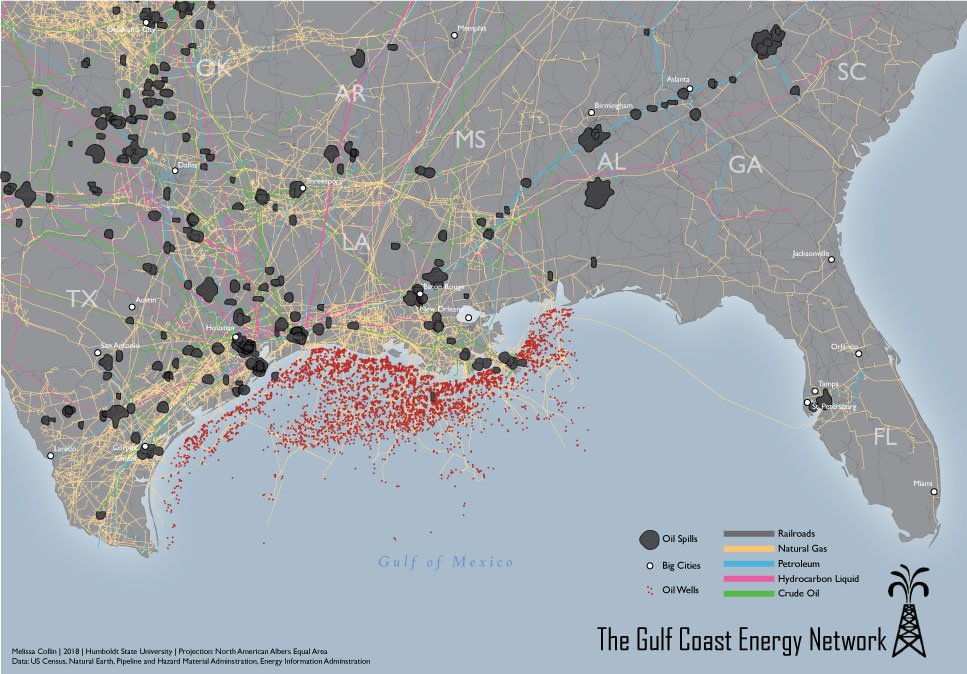 Oklahoma City
Memphis
OK
SC
Atlanta
AR
Birmingham
MS
AL
GA
Dallas
Shreveport
LA
Jacksonville
Baton Rouge
TX
Austin
New Orleans
Houston
San Antonio
Orlando
Tampa
St. Petersburg
FL
Corpus
Christi
Laredo
Miami
Oil Spills
Big Cities
Oil Wells
Railroads
Natural Gas
Petroleum
Hydrocarbon Liquid
Crude Oil
Gulf of Mexico
The Gulf Coast Energy Network
Melissa Collin | 2018 | Humboldt State University | Projection: North American Albers Equal Area
Data: US Census, Natural Earth, Pipeline and Hazard Material Adminstration, Energy Information Adminstration